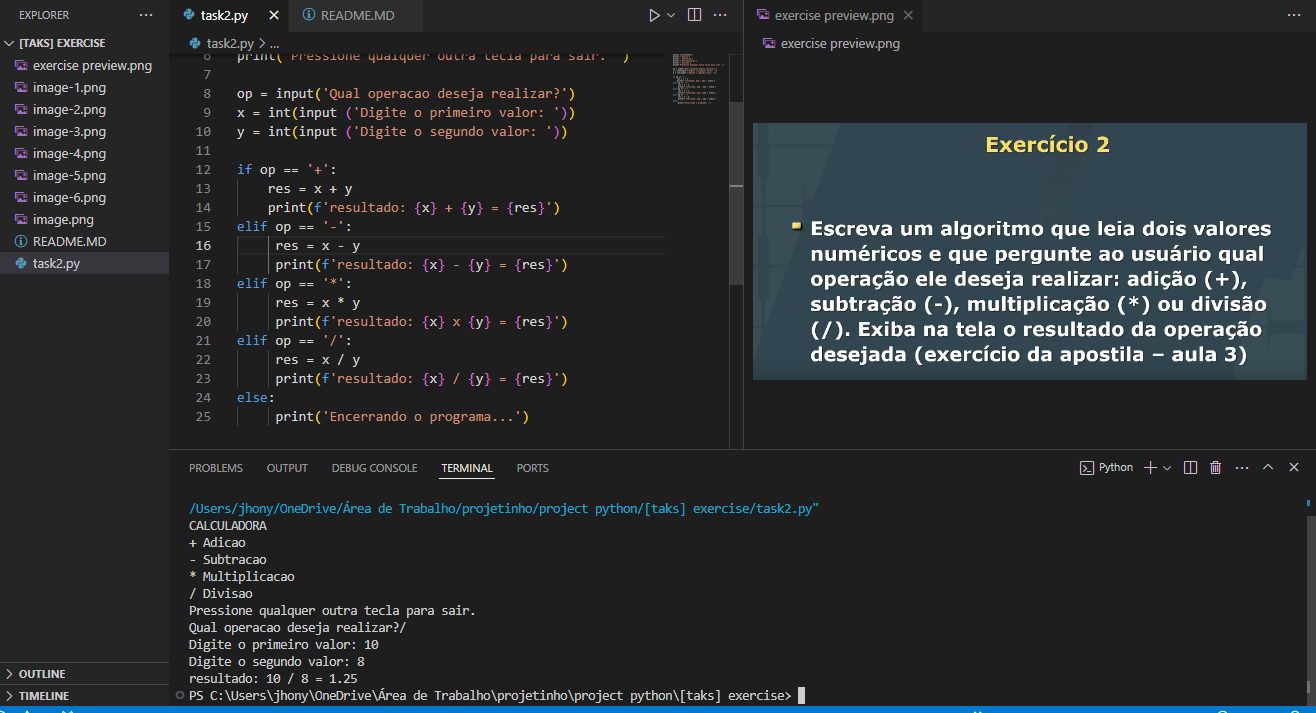 EXPLORER
[TAKS] EXERCISE
exercise preview.png
image-1.png
image-2.png
image-3.png
image-4.png
image-5.png
image-6.png
image.png
README.MD
task2.py
OUTLINE
TIMELINE
task2.py
README.MD
task2.py > ...
6 print(' Pressione qualquer outra tecla para sair. ')
7
8 op = input('Qual operacao deseja realizar?')
9 x = int(input ('Digite o primeiro valor: '))
10 y = int(input ('Digite o segundo valor: '))
11
12 if op == '+':
13 res = x + y
14 print(f'resultado: {x} + {y} = {res}')
15 elif op == '-':
16 res = x - y
17 print(f'resultado: {x} - {y} = {res}')
18 elif op == '*':
19 res = x * y
20 print(f'resultado: {x} x {y} = {res}')
21 elif op == '/':
22 res = x / y
23 print(f'resultado: {x} / {y} = {res}')
24 else:
25 print('Encerrando o programa...')
exercise preview.png
exercise preview.png
Exercício 2
Escreva um algoritmo que leia dois valores
numéricos e que pergunte ao usuário qual
operação ele deseja realizar: adição (+),
subtração (-), multiplicação (*) ou divisão
(/). Exiba na tela o resultado da operação
desejada (exercício da apostila – aula 3)
PROBLEMS OUTPUT DEBUG CONSOLE TERMINAL PORTS
Python
/Users/jhony/OneDrive/Área de Trabalho/projetinho/project python/[taks] exercise/task2.py"
CALCULADORA
+ Adicao
- Subtracao
* Multiplicacao
/ Divisao
Pressione qualquer outra tecla para sair.
Qual operacao deseja realizar?/
Digite o primeiro valor: 10
Digite o segundo valor: 8
resultado: 10 / 8 = 1.25
PS C:\Users\jhony\OneDrive\Área de Trabalho\projetinho\project python\[taks] exercise>